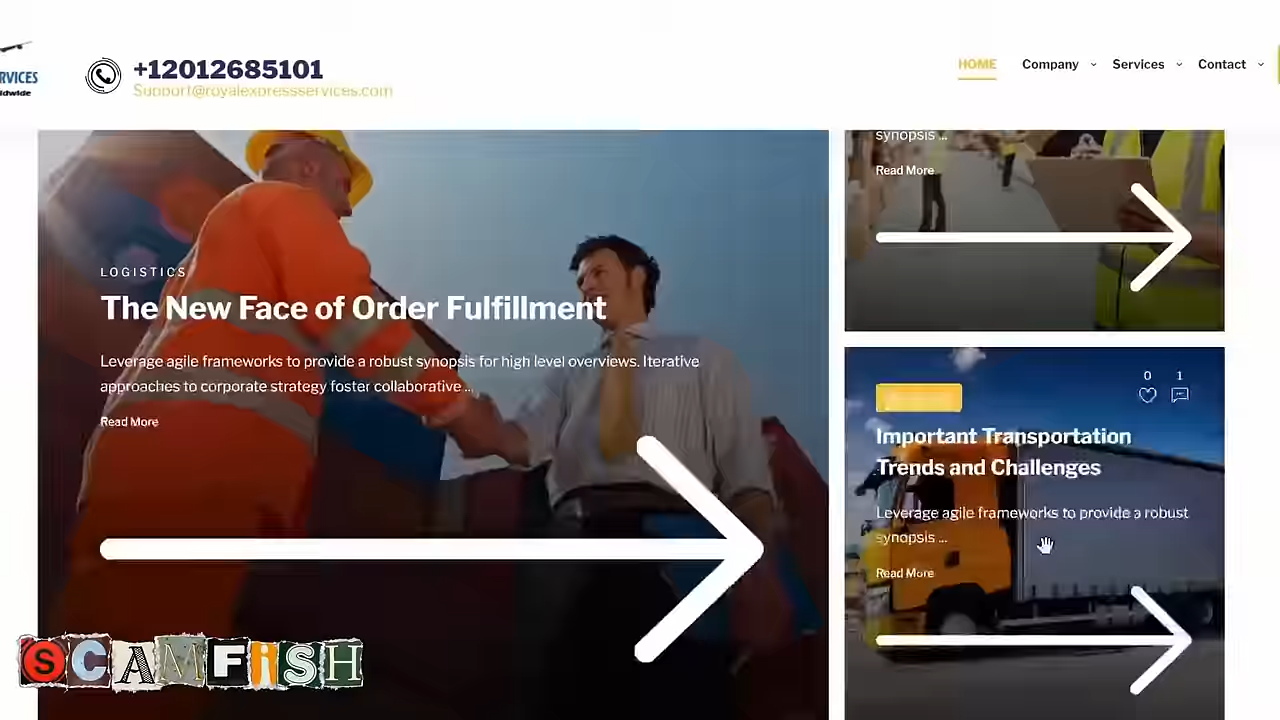 RVICES
ldwide
+12012685101
Support@royalexpressservices.com
HOME
Company
Services
Contact
LOGISTICS
The New Face of Order Fulfillment
Leverage agile frameworks to provide a robust synopsis for high level overviews. Iterative
approaches to corporate strategy foster collaborative ...
Read More
synopsis ...
Read More
0 1
Important Transportation
Trends and Challenges
Leverage agile frameworks to provide a robust
synopsis ...
Read More
SCAMFiSH